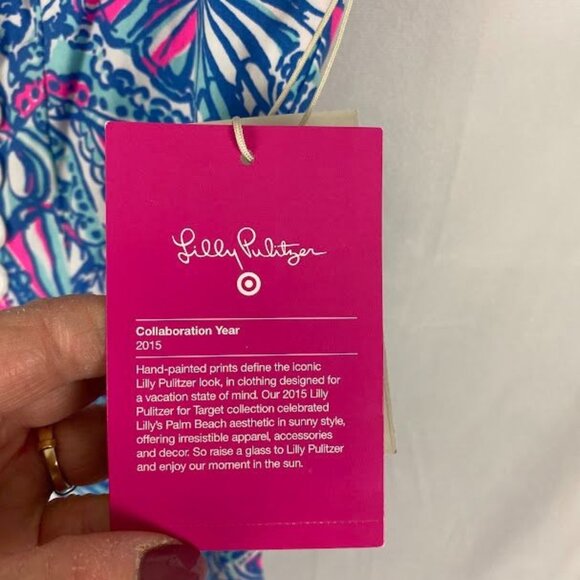 Lilly Pulitzer
Collaboration Year
2015
Hand-painted prints define the iconic
Lilly Pulitzer look, in clothing designed for
a vacation state of mind. Our 2015 Lilly
Pulitzer for Target collection celebrated
Lilly's Palm Beach aesthetic in sunny style,
offering irresistible apparel, accessories
and decor. So raise a glass to Lilly Pulitzer
and enjoy our moment in the sun.